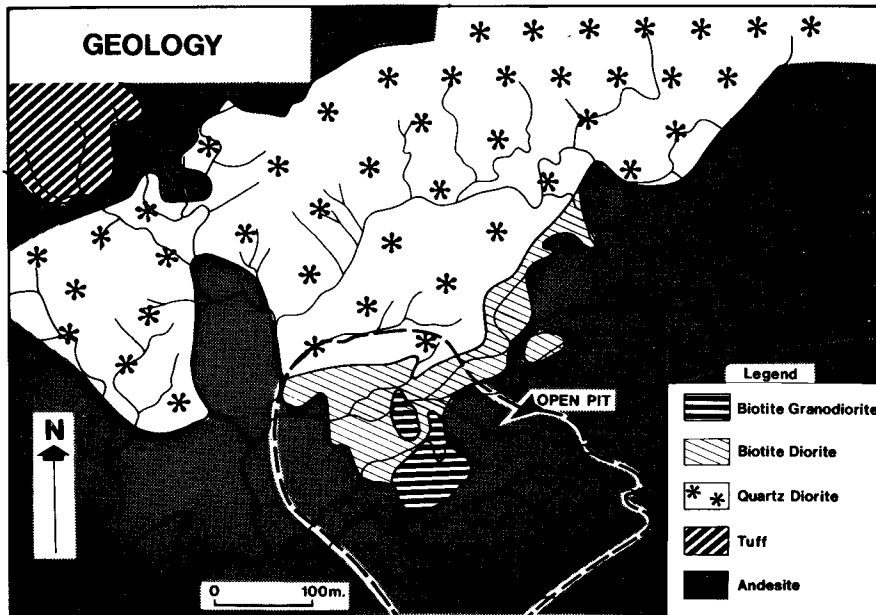 GEOLOGY
OPEN PIT
Legend
Biotite Granodiorite
Biotite Diorite
Quartz Diorite
Tuff
Andesite
N
0 100m.